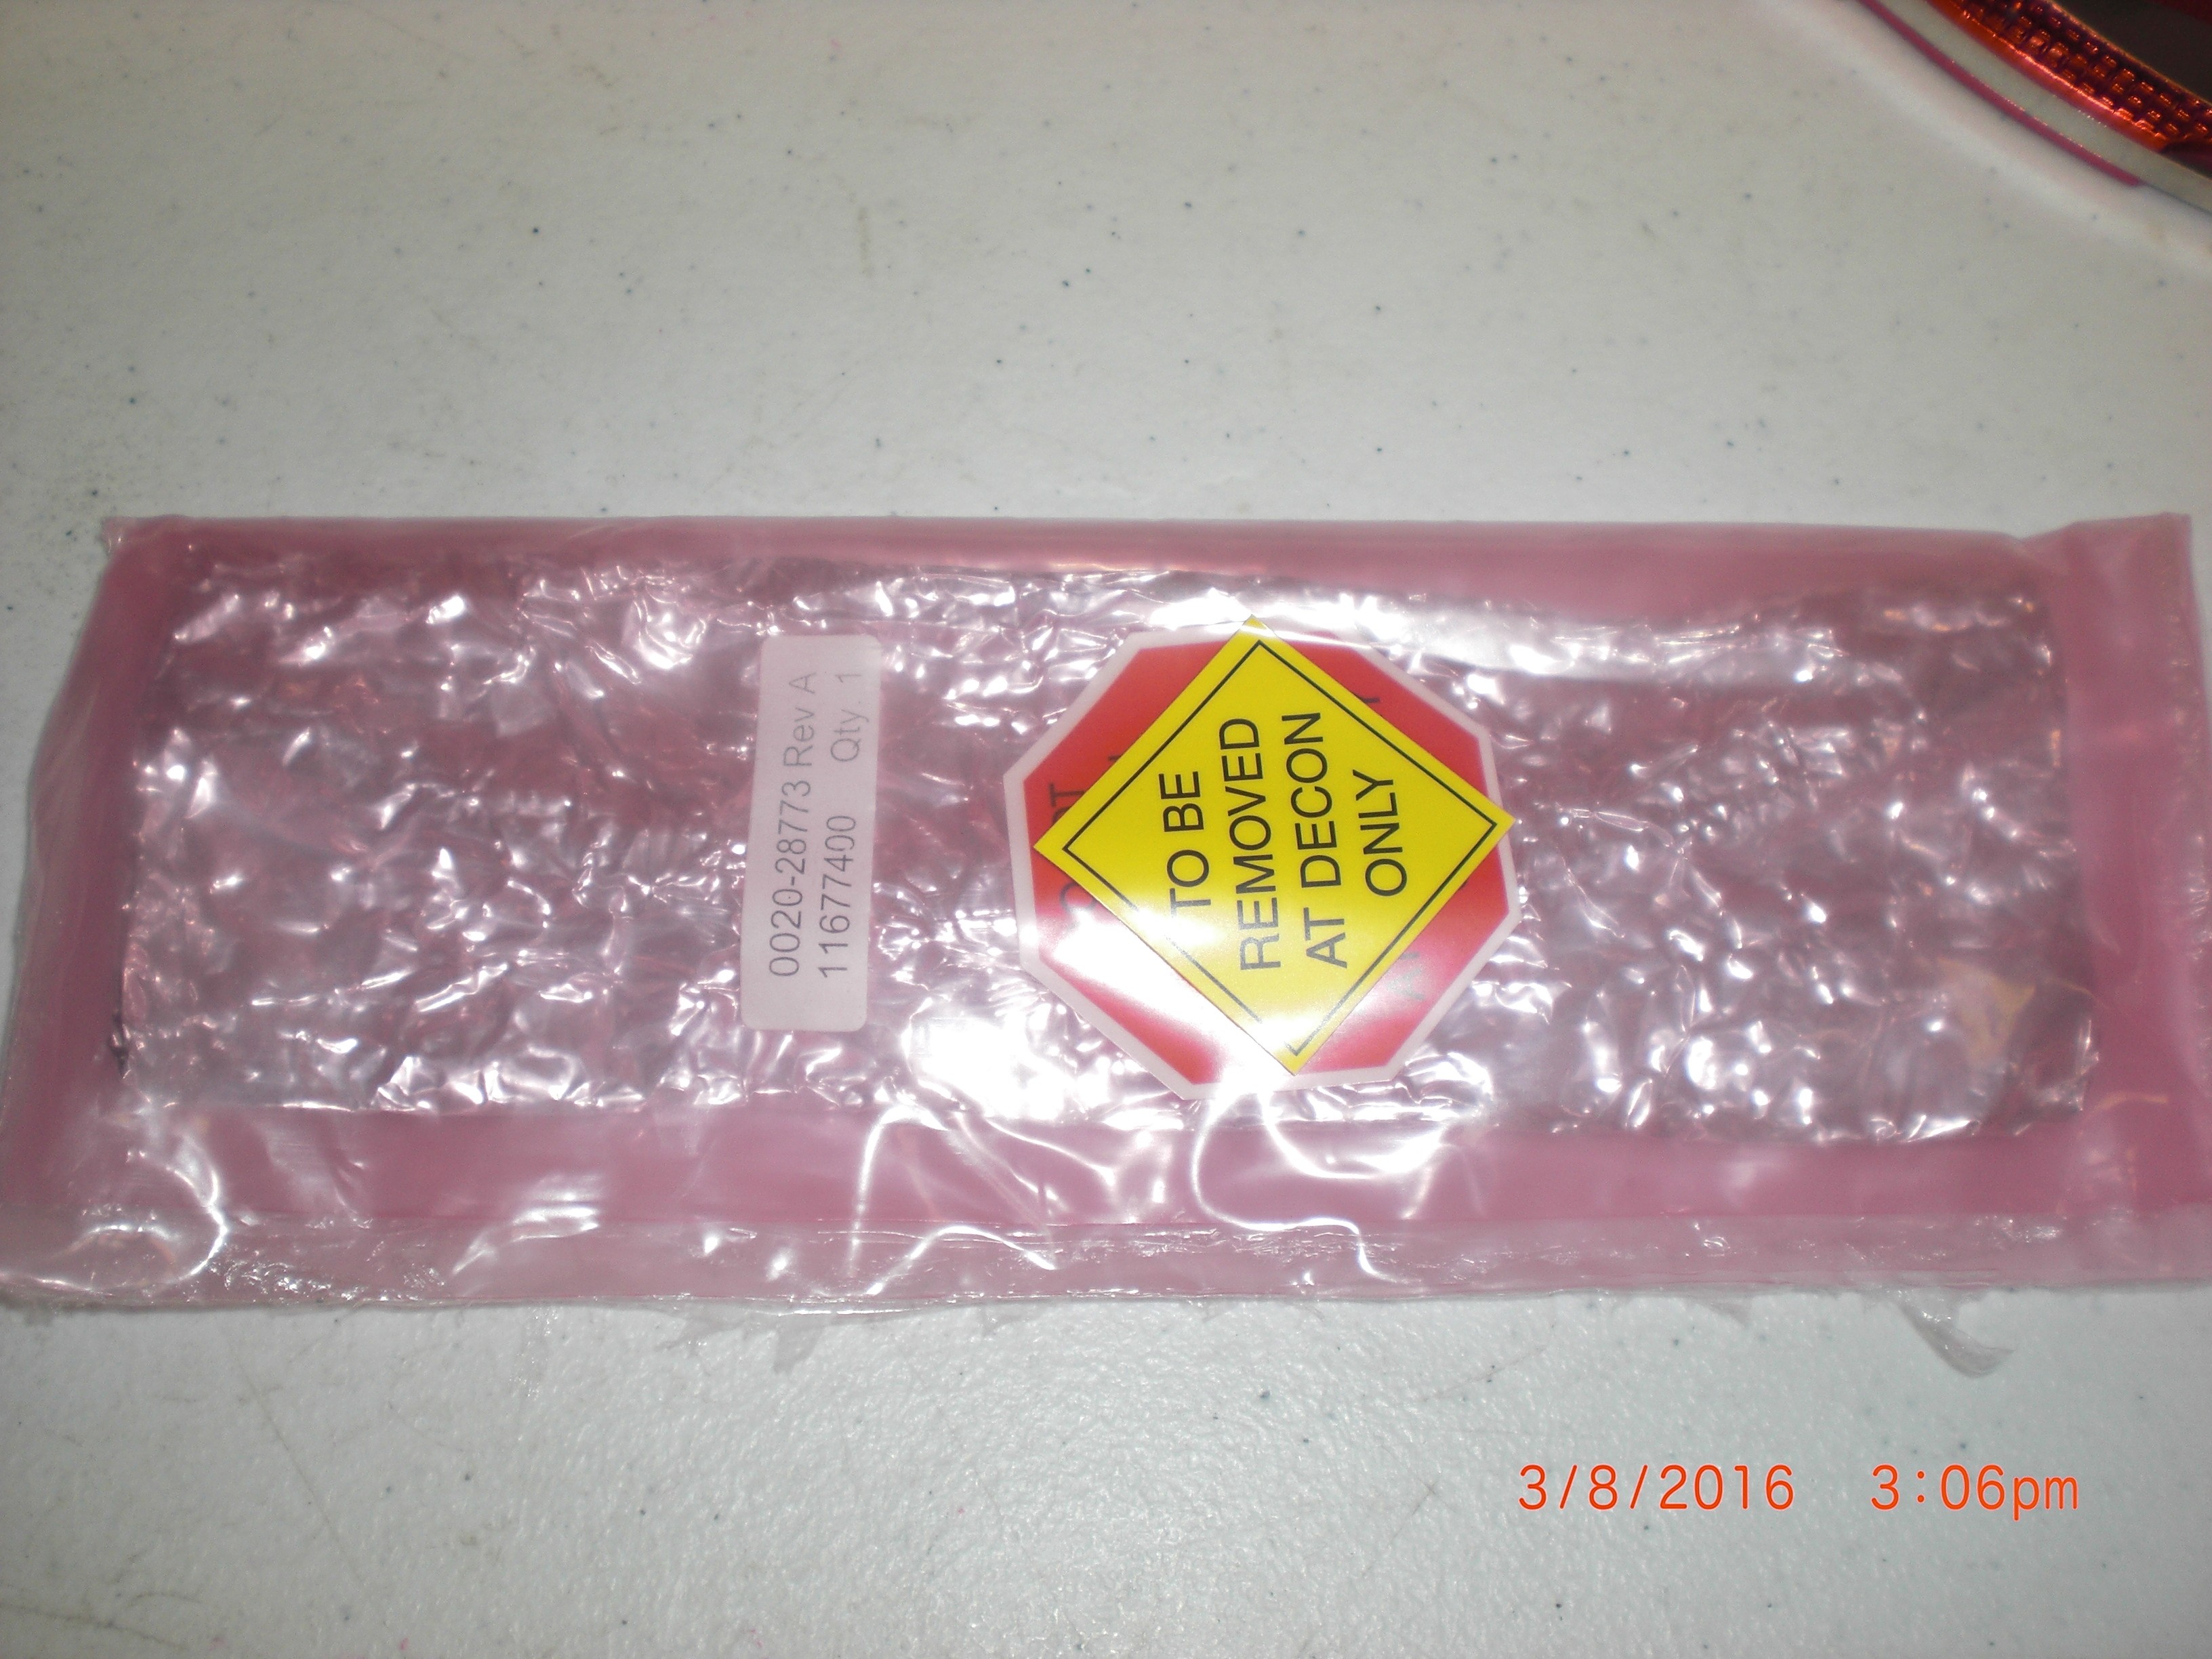 0020-28773 Rev A
11677400 Qty. 1
TO BE
REMOVED
AT DECON
ONLY
3/8/2016 3:06pm